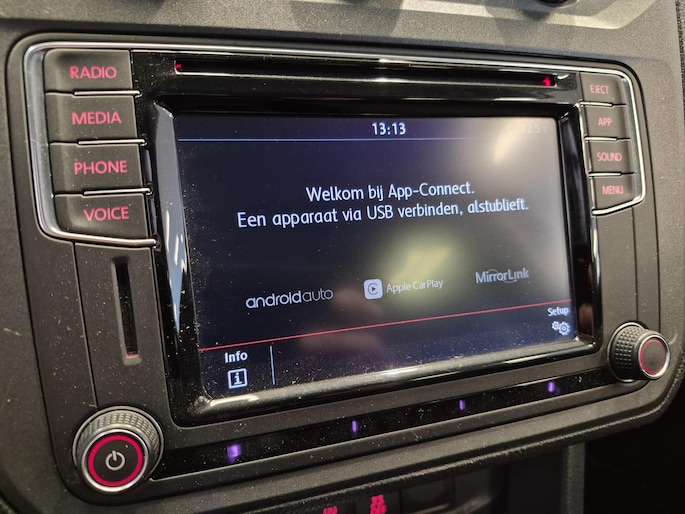 RADIO
MEDIA
PHONE
VOICE
EJECT
APP
SOUND
MENU
13:13
Welkom bij App-Connect.
Een apparaat via USB verbinden, alstublieft.
androidauto
Apple CarPlay
MirrorLink
Info
Setup